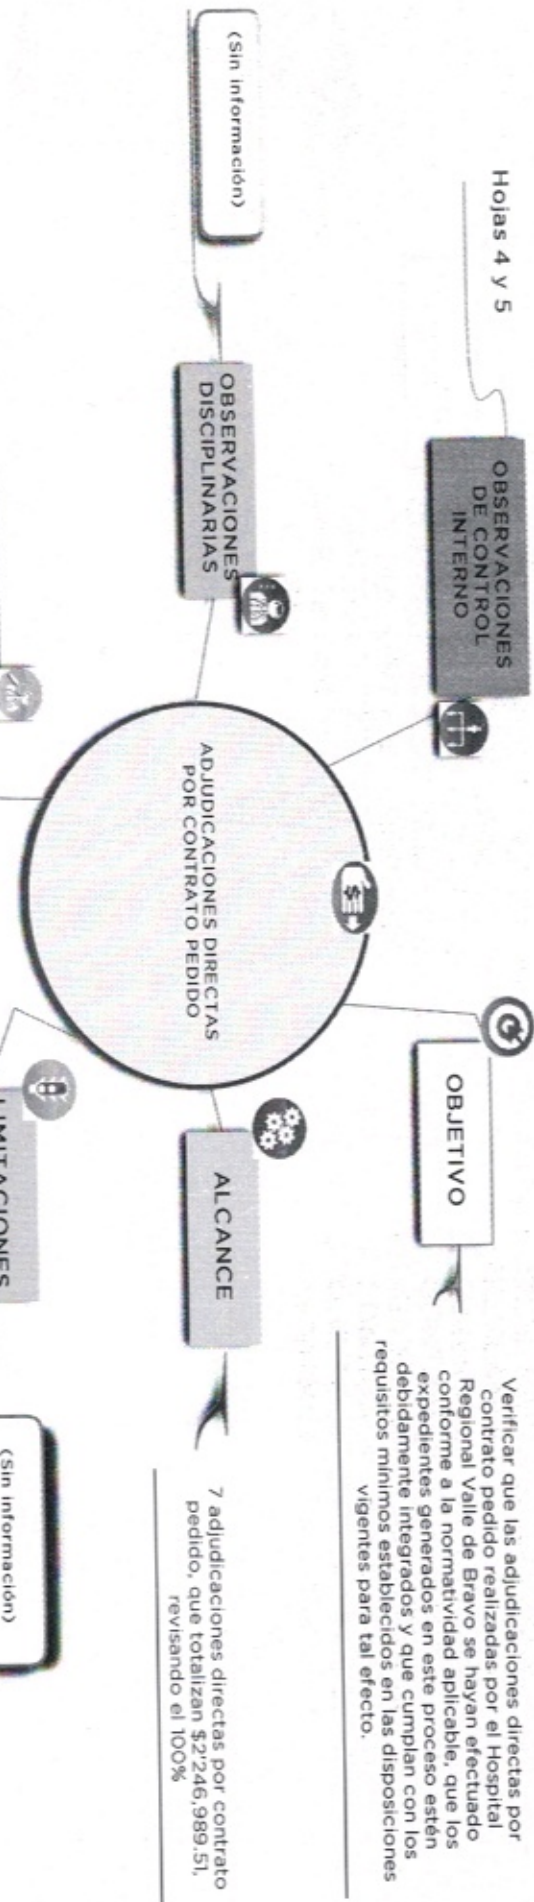 Hojas 4 y 5
OBSERVACIONES
DE CONTROL
INTERNO
(Sin información)
OBSERVACIONES
DISCIPLINARIAS
ADJUDICACIONES DIRECTAS
POR CONTRATO PEDIDO
OBJETIVO
Verificar que las adjudicaciones directas por
contrato pedido realizadas por el Hospital
Regional Valle de Bravo se hayan efectuado
conforme a la normatividad aplicable, que los
expedientes generados en este proceso estén
debidamente integrados y que cumplan con los
requisitos mínimos establecidos en las disposiciones
vigentes para tal efecto.
ALCANCE
7 adjudicaciones directas por contrato
pedido, que totalizan $2'246,989.51,
revisando el 100%
LIMITACIONES
(Sin información)